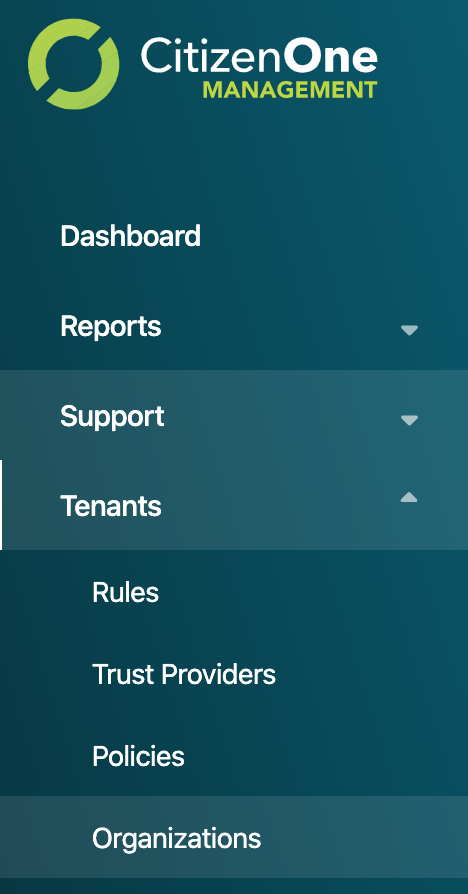 CitizenOne
MANAGEMENT
Dashboard
Reports
Support
Tenants
Rules
Trust Providers
Policies
Organizations